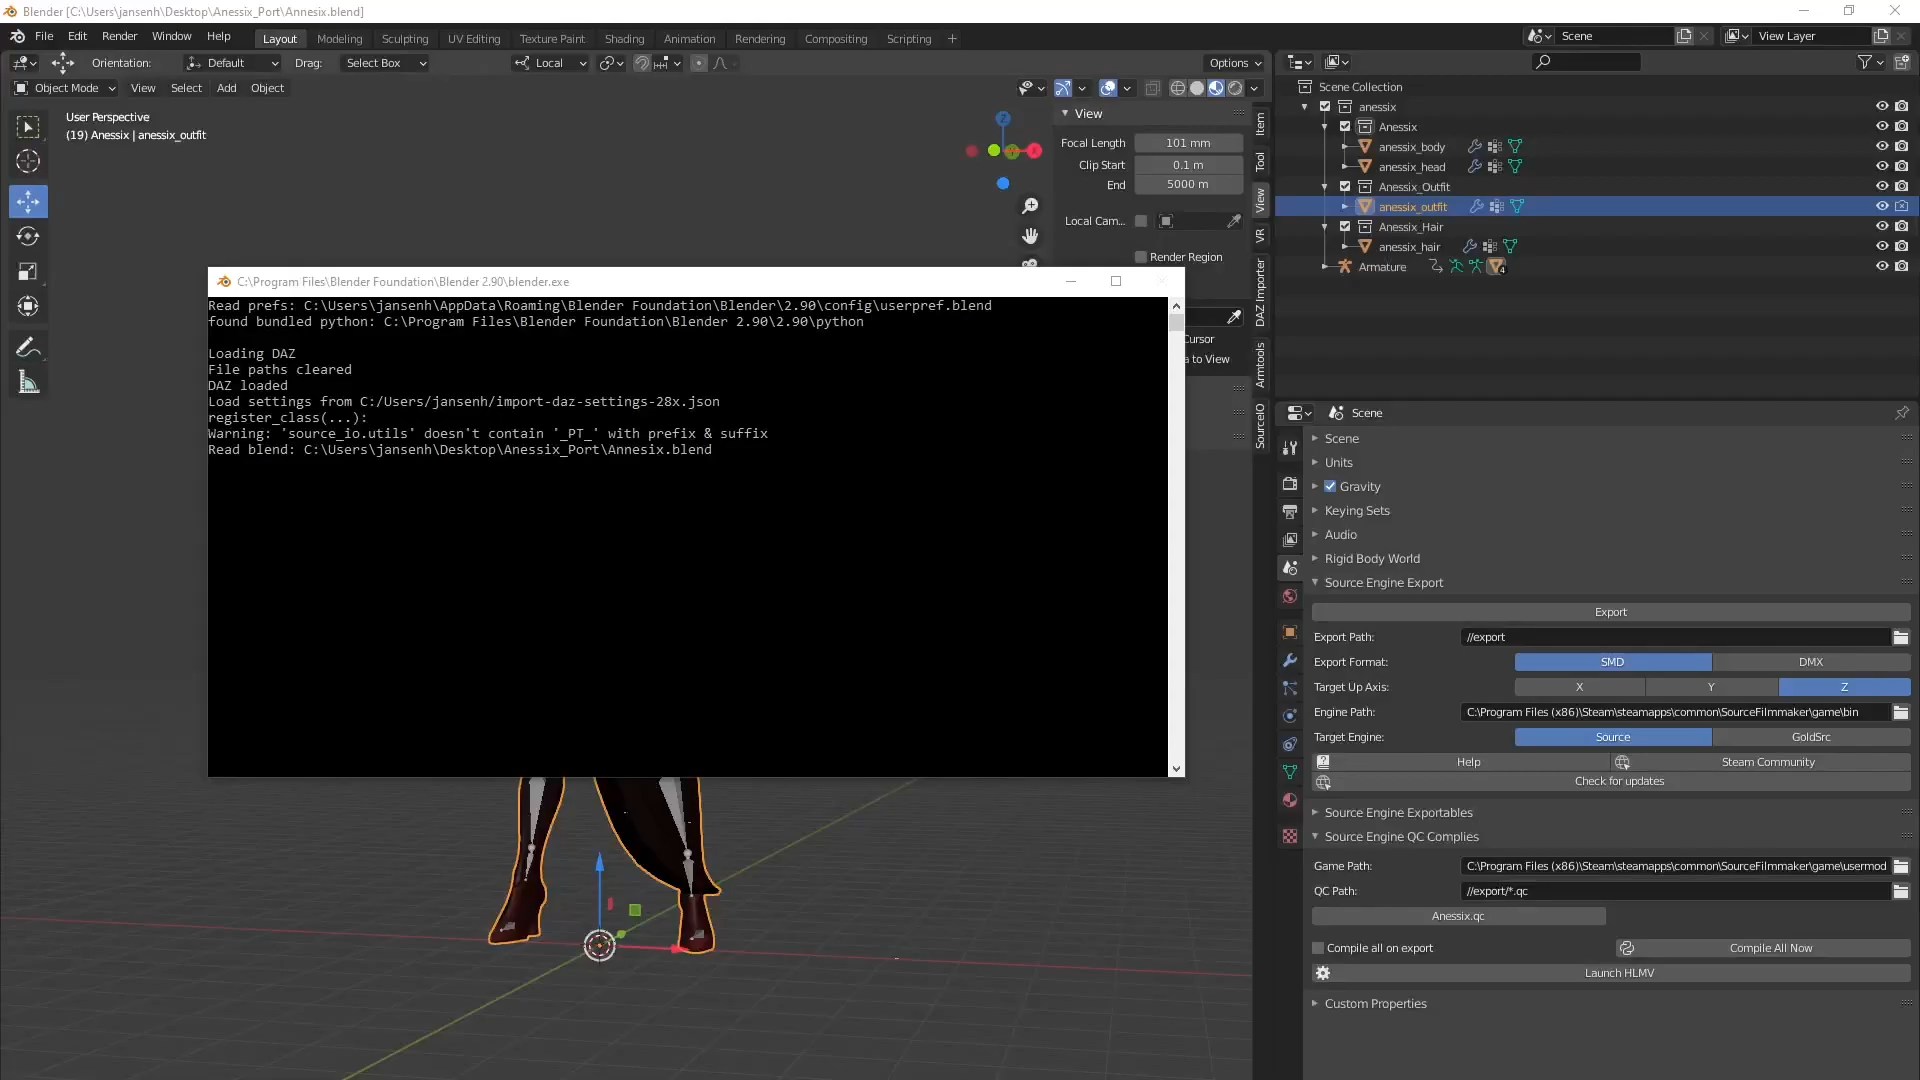 Blender [C:\Users\jansenh\Desktop\Anessix_Port\Annesix.blend]
File Edit Render Window Help
Layout Modeling Sculpting UV Editing Texture Paint Shading Animation Rendering Compositing Scripting +
Scene
View Layer
Orientation: Default Drag: Select Box
Local
Options
Object Mode View Select Add Object
User Perspective
(19) Anessix | anessix_outfit
Z
View
Focal Length 101 mm
Clip Start 0.1 m
End 5000 m
Local Cam...
Render Region
Cursor
a to View
Item
Tool
View
VR
DAZ Importer
Armtools
SourceIO
C:\Program Files\Blender Foundation\Blender 2.90\blender.exe
Read prefs: C:\Users\jansenh\AppData\Roaming\Blender Foundation\Blender\2.90\config\userpref.blend
found bundled python: C:\Program Files\Blender Foundation\Blender 2.90\2.90\python
Loading DAZ
File paths cleared
DAZ loaded
Load settings from C:/Users/jansenh/import-daz-settings-28x.json
register_class(...):
Warning: 'source_io.utils' doesn't contain '_PT_' with prefix & suffix
Read blend: C:\Users\jansenh\Desktop\Anessix_Port\Annesix.blend
Scene Collection
anessix
Anessix
anessix_body
anessix_head
Anessix_Outfit
anessix_outfit
Anessix_Hair
anessix_hair
Armature 4
Scene
Scene
Units
Gravity
Keying Sets
Audio
Rigid Body World
Source Engine Export
Export
Export Path: //export
Export Format: SMD DMX
Target Up Axis: X Y Z
Engine Path: C:\Program Files (x86)\Steam\steamapps\common\SourceFilmmaker\game\bin
Target Engine: Source GoldSrc
Help Steam Community
Check for updates
Source Engine Exportables
Source Engine QC Complies
Game Path: C:\Program Files (x86)\Steam\steamapps\common\SourceFilmmaker\game\usermod
QC Path: //export/*.qc
Anessix.qc
Compile all on export Compile All Now
Launch HLMV
Custom Properties